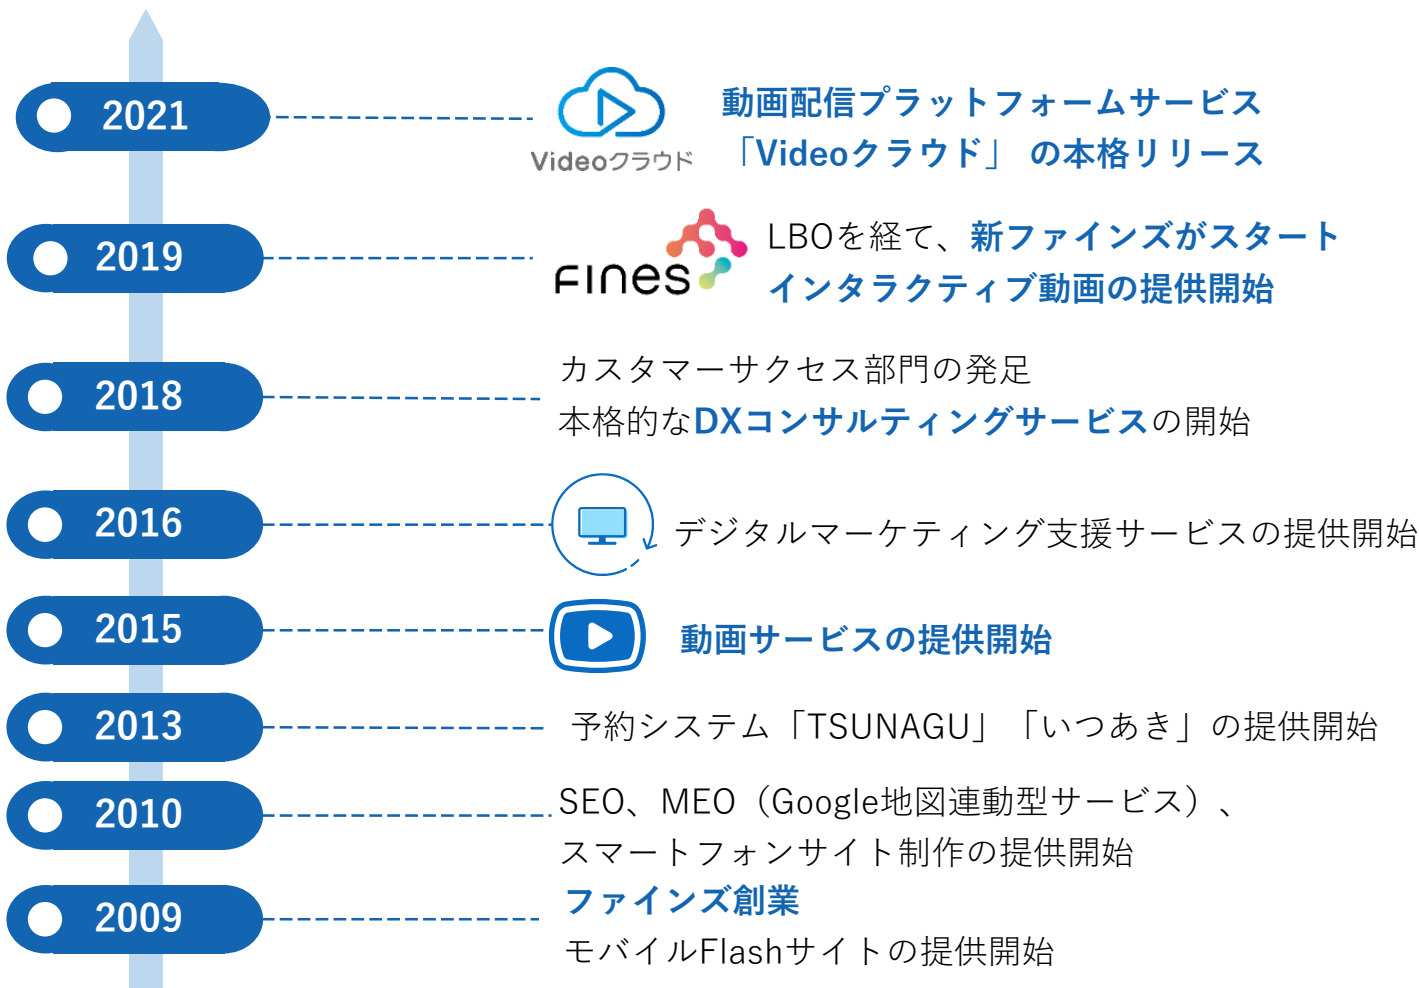 2021
Videoクラウド
動画配信プラットフォームサービス
「Videoクラウド」 の本格リリース
2019
FINES
LBOを経て、新ファインズがスタート
インタラクティブ動画の提供開始
2018
カスタマーサクセス部門の発足
本格的なDXコンサルティングサービスの開始
2016
デジタルマーケティング支援サービスの提供開始
2015
動画サービスの提供開始
2013
予約システム「TSUNAGU」「いつあき」の提供開始
2010
SEO、MEO（Google地図連動型サービス）、
スマートフォンサイト制作の提供開始
2009
ファインズ創業
モバイルFlashサイトの提供開始